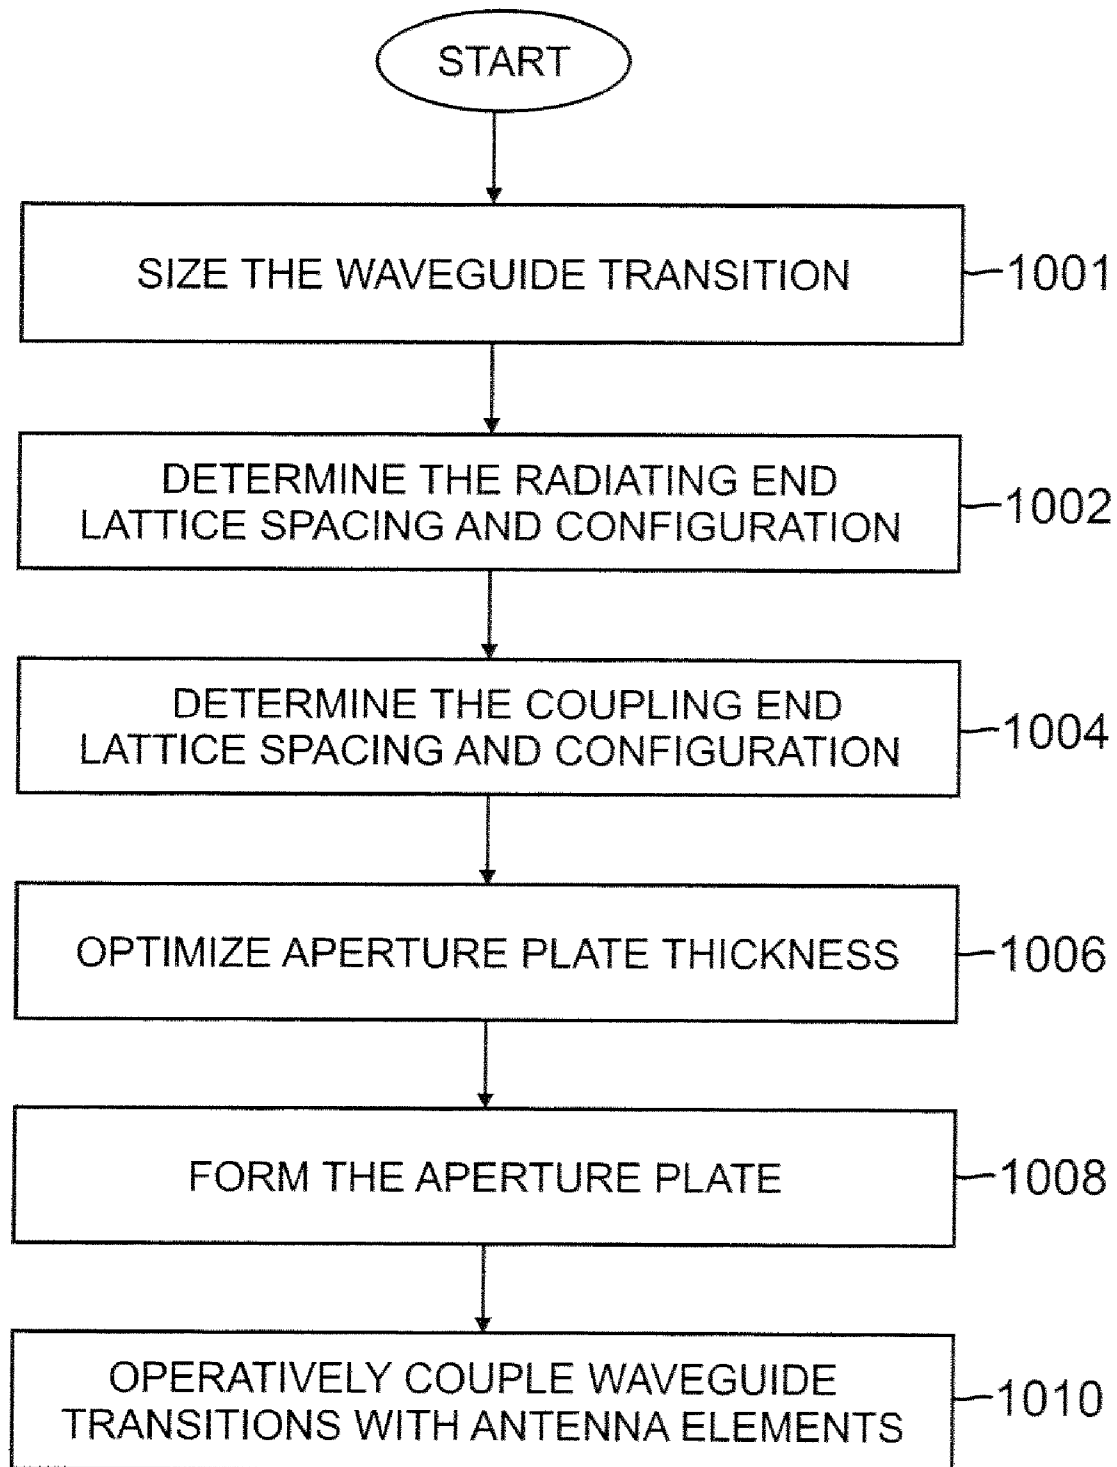 START
SIZE THE WAVEGUIDE TRANSITION
1001
DETERMINE THE RADIATING END
LATTICE SPACING AND CONFIGURATION
1002
DETERMINE THE COUPLING END
LATTICE SPACING AND CONFIGURATION
1004
OPTIMIZE APERTURE PLATE THICKNESS
1006
FORM THE APERTURE PLATE
1008
OPERATIVELY COUPLE WAVEGUIDE
TRANSITIONS WITH ANTENNA ELEMENTS
1010